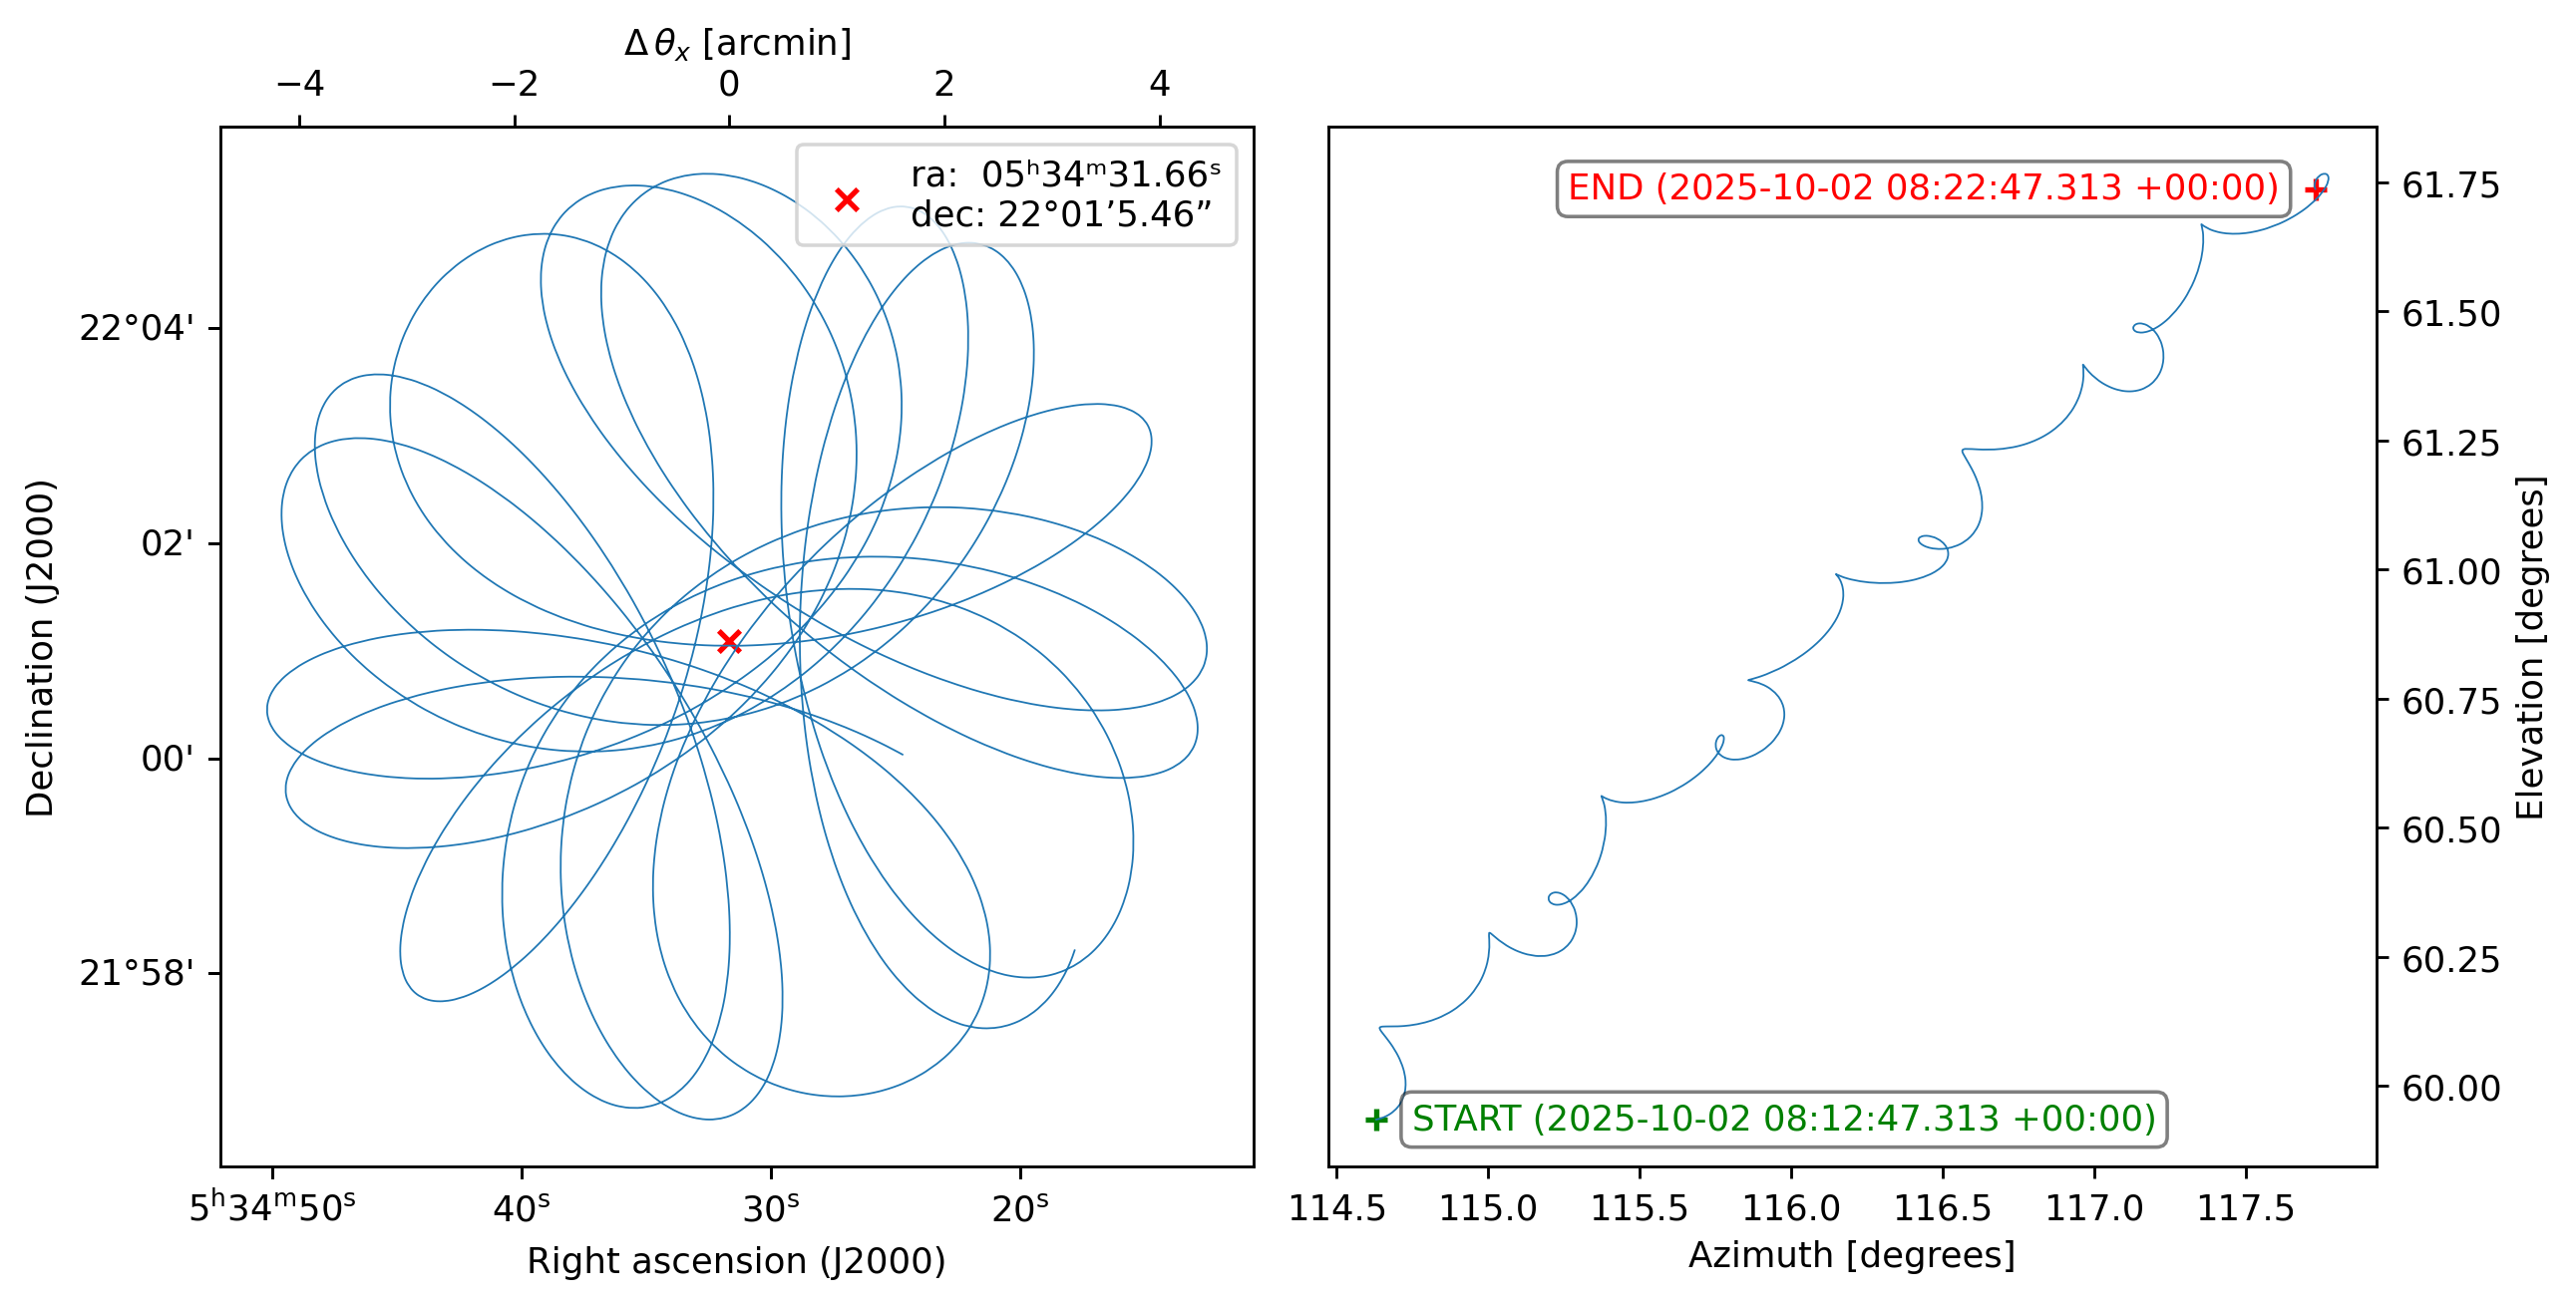 Δ θₓ [arcmin]
−4 −2 0 2 4
ra: 05ʰ34ᵐ31.66ˢ
dec: 22°01’5.46”
22°04'
02'
00'
21°58'
Declination (J2000)
5ʰ34ᵐ50ˢ 40ˢ 30ˢ 20ˢ
Right ascension (J2000)
END (2025-10-02 08:22:47.313 +00:00)
START (2025-10-02 08:12:47.313 +00:00)
61.75
61.50
61.25
61.00
60.75
60.50
60.25
60.00
Elevation [degrees]
114.5 115.0 115.5 116.0 116.5 117.0 117.5
Azimuth [degrees]